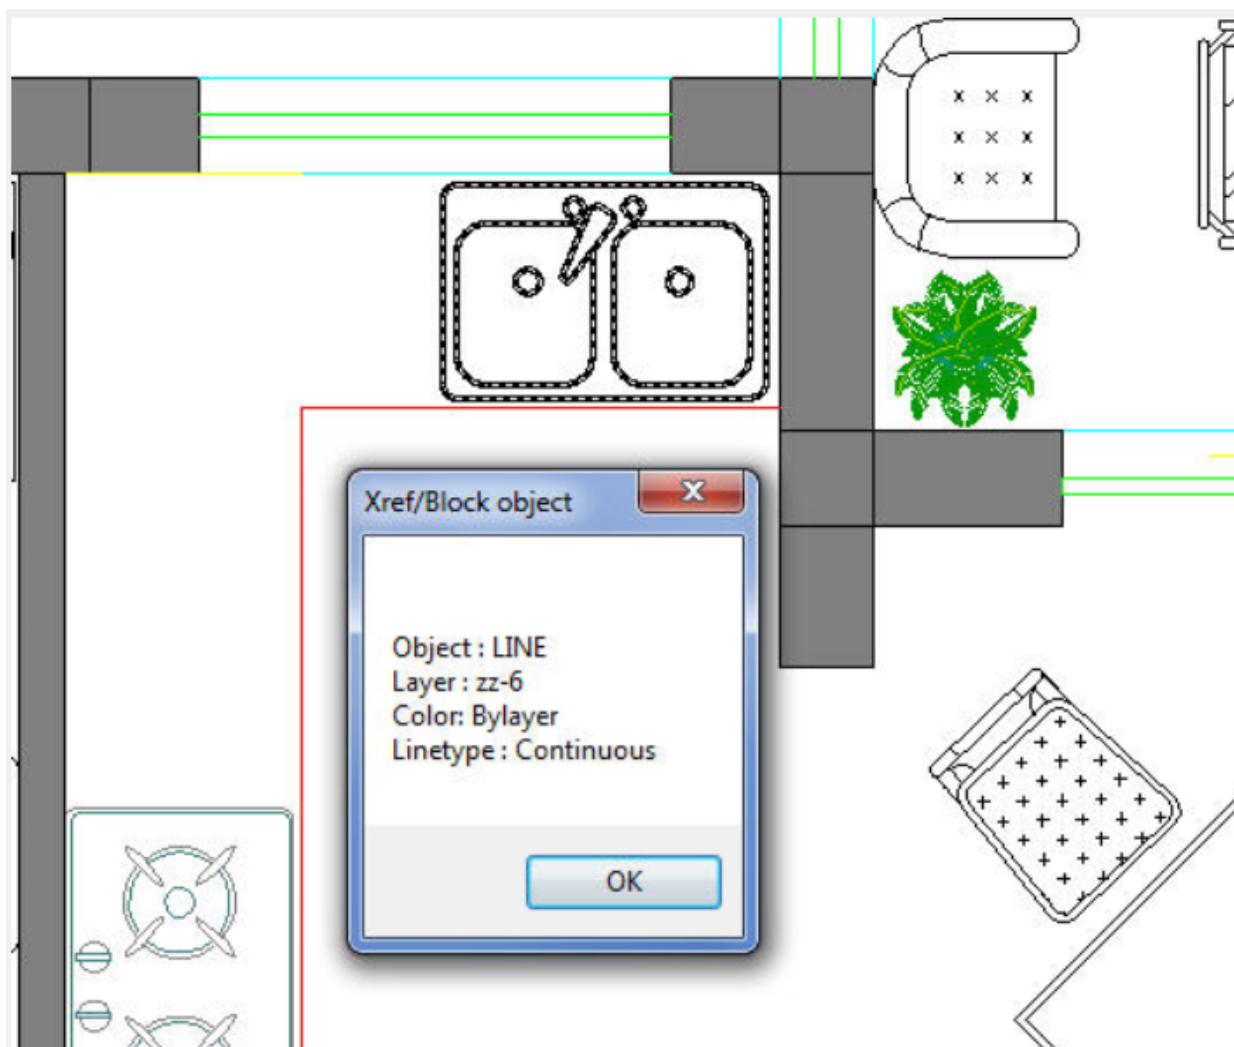 Xref/Block object
Object : LINE
Layer : zz-6
Color: Bylayer
Linetype : Continuous
OK